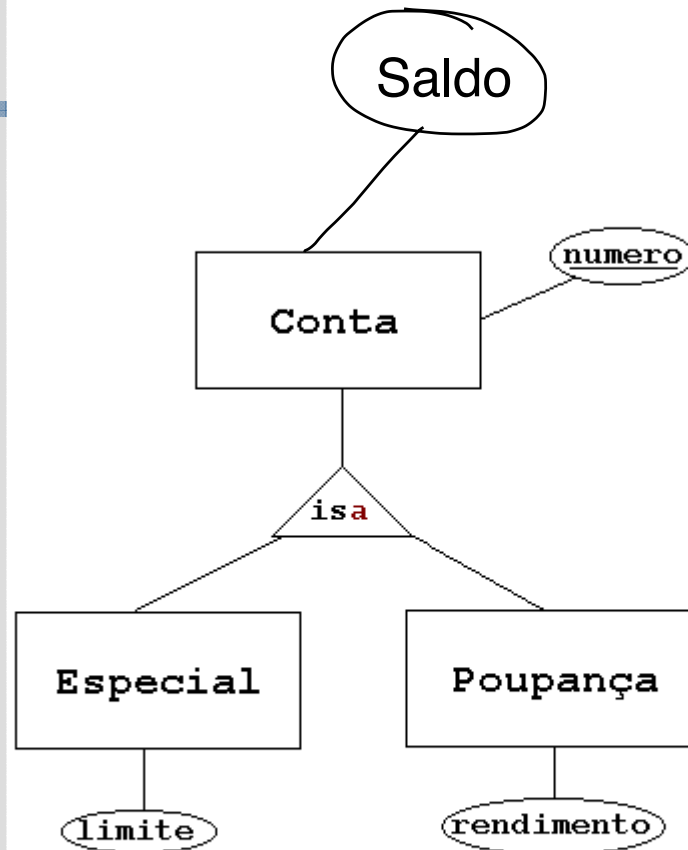 Saldo
numero
Conta
isa
Especial
Poupança
limite
rendimento